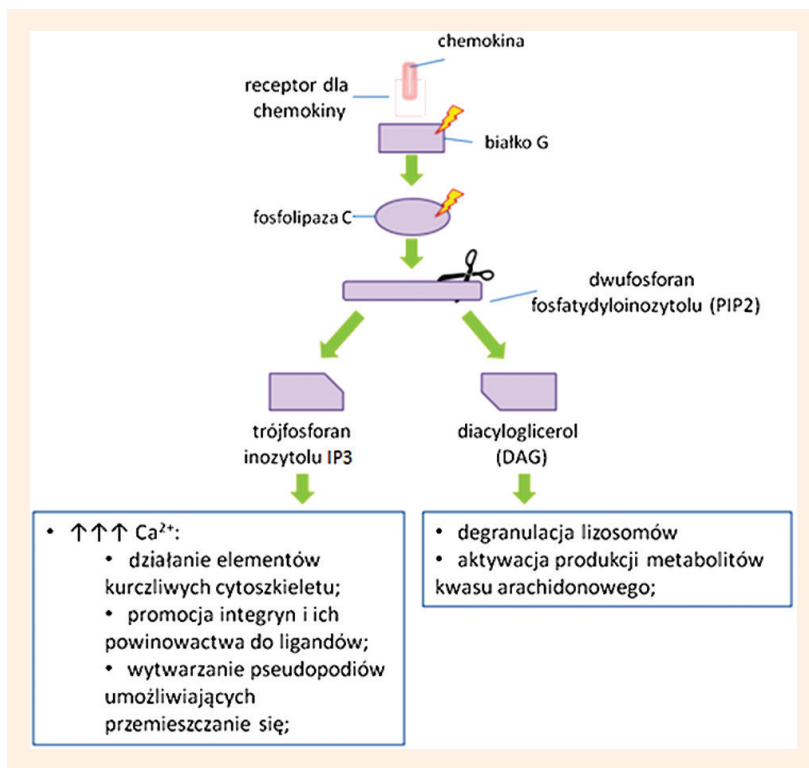 chemokina
receptor dla
chemokiny
białko G
fosfolipaza C
dwufosforan
fosfatydyloinozytolu (PIP2)
trójfosforan
inozytolu IP3
diacyloglicerol
(DAG)
• ↑↑↑ Ca²⁺:
• działanie elementów
kurczliwych cytoszkieletu;
• promocja integryn i ich
powinowactwa do ligandów;
• wytwarzanie pseudopodiów
umożliwiających
przemieszczanie się;
• degranulacja lizosomów
• aktywacja produkcji metabolitów
kwasu arachidonowego;